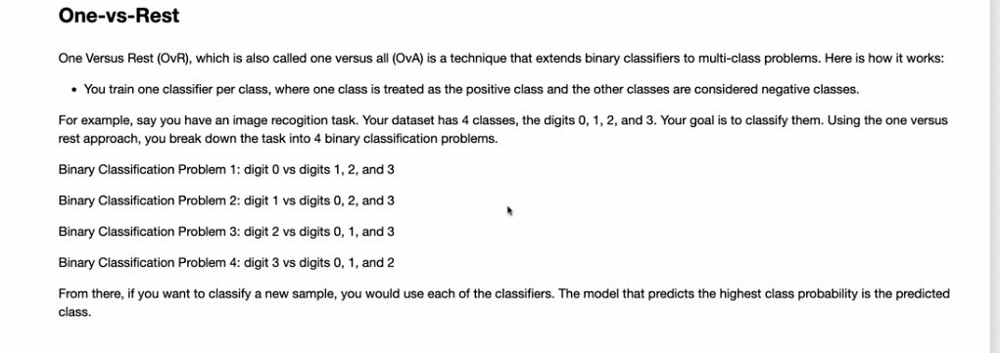 One-vs-Rest
One Versus Rest (OvR), which is also called one versus all (OvA) is a technique that extends binary classifiers to multi-class problems. Here is how it works:
• You train one classifier per class, where one class is treated as the positive class and the other classes are considered negative classes.
For example, say you have an image recogition task. Your dataset has 4 classes, the digits 0, 1, 2, and 3. Your goal is to classify them. Using the one versus
rest approach, you break down the task into 4 binary classification problems.
Binary Classification Problem 1: digit 0 vs digits 1, 2, and 3
Binary Classification Problem 2: digit 1 vs digits 0, 2, and 3
Binary Classification Problem 3: digit 2 vs digits 0, 1, and 3
Binary Classification Problem 4: digit 3 vs digits 0, 1, and 2
From there, if you want to classify a new sample, you would use each of the classifiers. The model that predicts the highest class probability is the predicted
class.